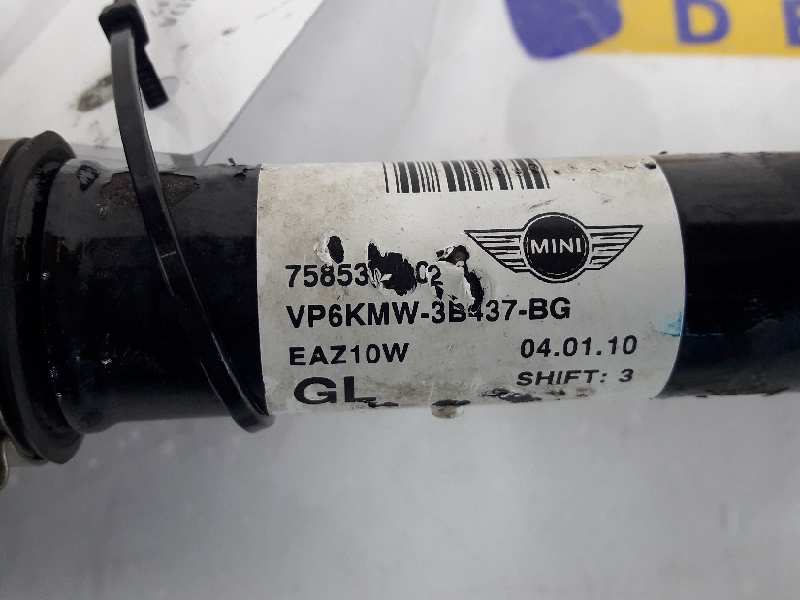 MINI
VP6KMW-3B437-BG
EAZ10W 04.01.10
GL SHIFT: 3